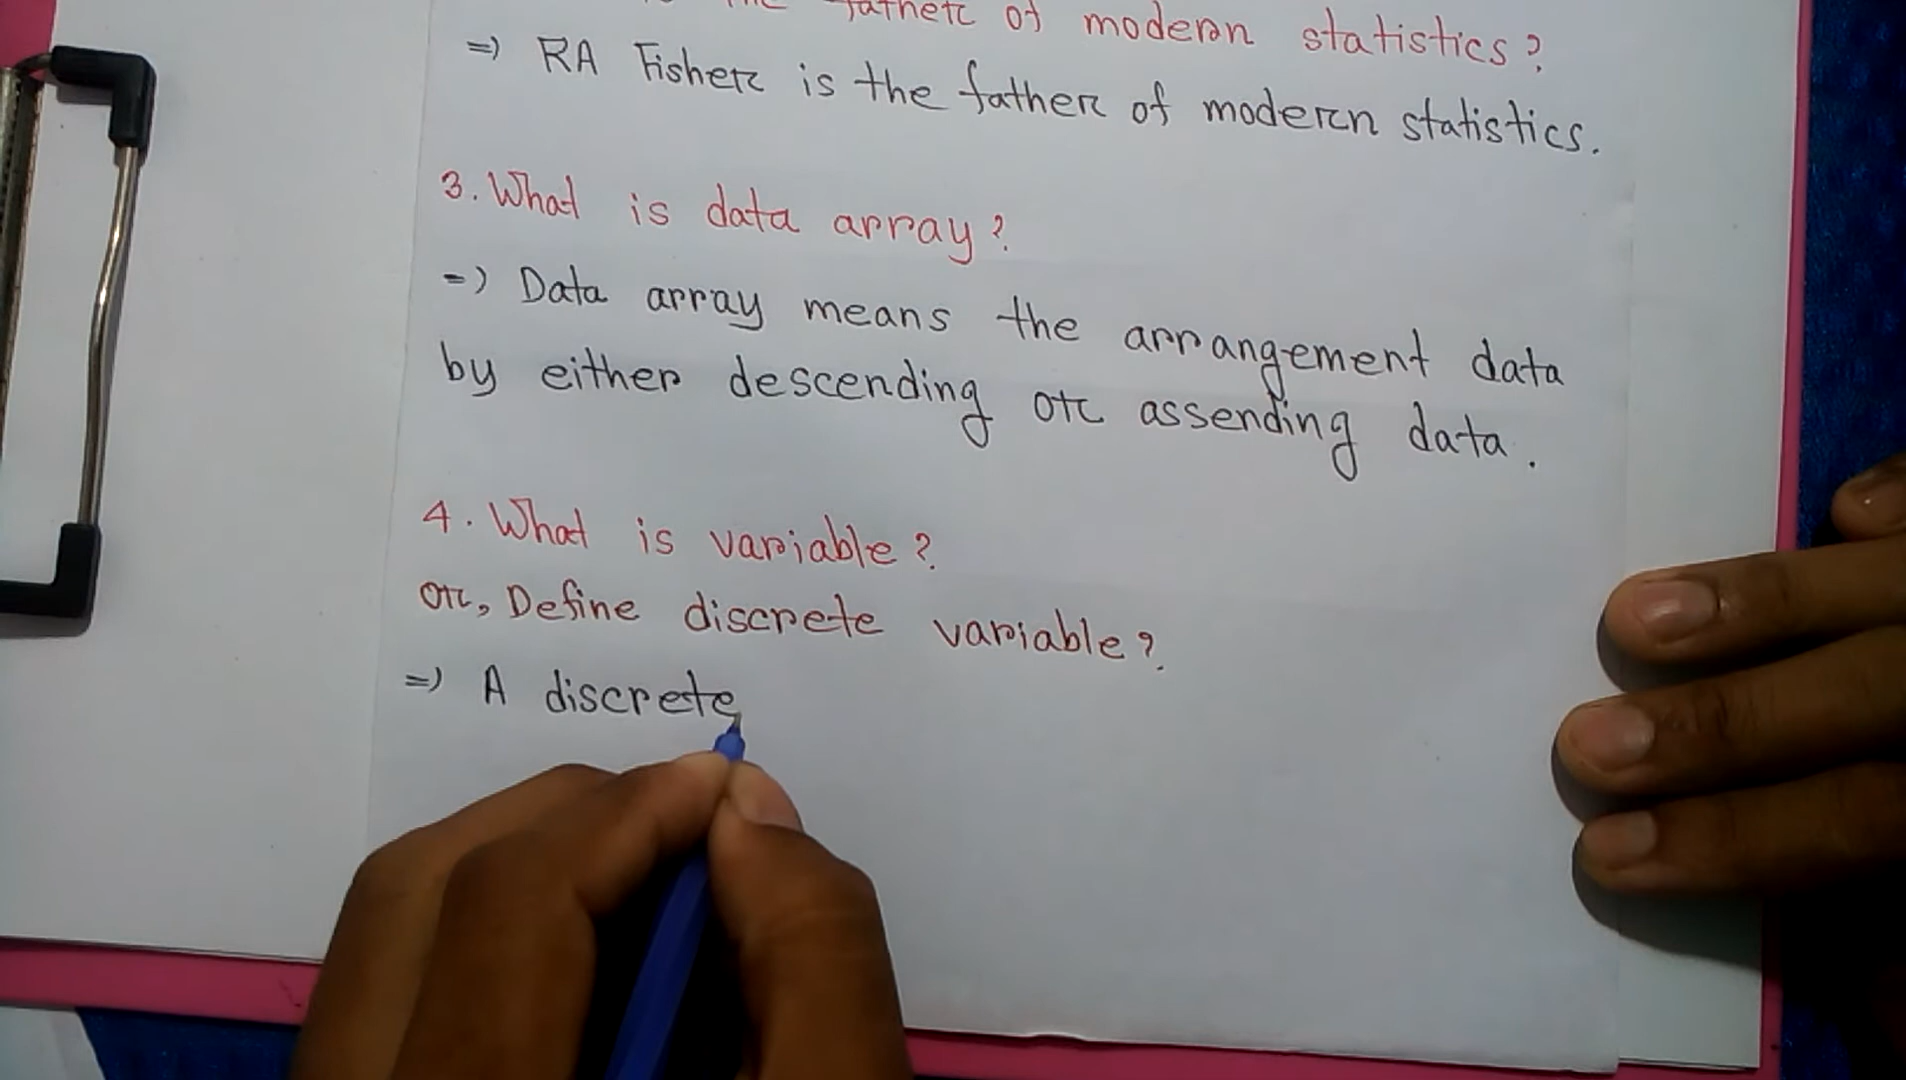 the father of modern statistics?
=> RA Fisher is the father of modern statistics.
3. What is data array?
=> Data array means the arrangement data
by either descending or assending data.
4. What is variable?
or, Define discrete variable?
=> A discrete